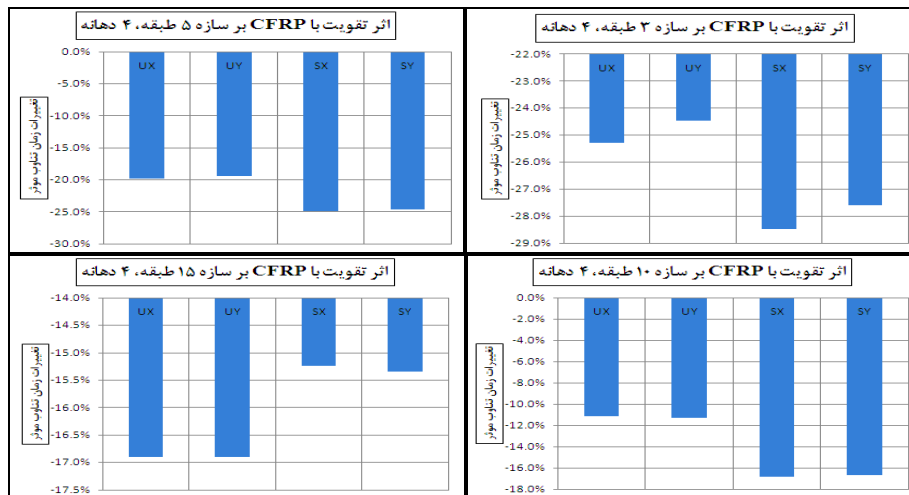 اثر تقویت با CFRP بر سازه ۳ طبقه، ۴ دهانه
-22.0%
-23.0%
-24.0%
-25.0%
-26.0%
-27.0%
-28.0%
-29.0%
تغییرات زمان تناوب موثر
UX UY SX SY
اثر تقویت با CFRP بر سازه ۵ طبقه، ۴ دهانه
0.0%
-5.0%
-10.0%
-15.0%
-20.0%
-25.0%
-30.0%
تغییرات زمان تناوب موثر
UX UY SX SY
اثر تقویت با CFRP بر سازه ۱۰ طبقه، ۴ دهانه
0.0%
-2.0%
-4.0%
-6.0%
-8.0%
-10.0%
-12.0%
-14.0%
-16.0%
-18.0%
تغییرات زمان تناوب موثر
UX UY SX SY
اثر تقویت با CFRP بر سازه ۱۵ طبقه، ۴ دهانه
-14.0%
-14.5%
-15.0%
-15.5%
-16.0%
-16.5%
-17.0%
-17.5%
تغییرات زمان تناوب موثر
UX UY SX SY